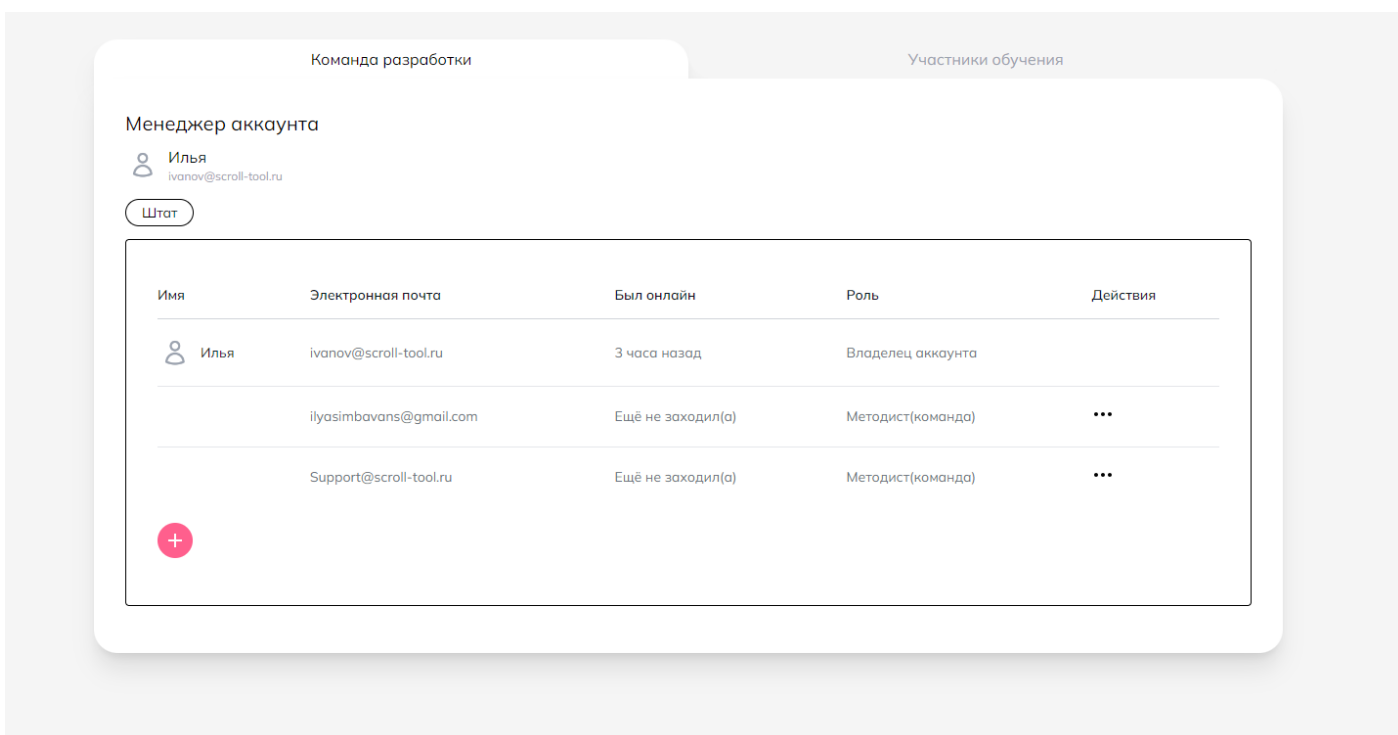 Команда разработки Участники обучения
Менеджер аккаунта
Илья
ivanov@scroll-tool.ru
Штат
Имя Электронная почта Был онлайн Роль Действия
Илья ivanov@scroll-tool.ru 3 часа назад Владелец аккаунта
ilyasimbavans@gmail.com Ещё не заходил(а) Методист(команда)
Support@scroll-tool.ru Ещё не заходил(а) Методист(команда)